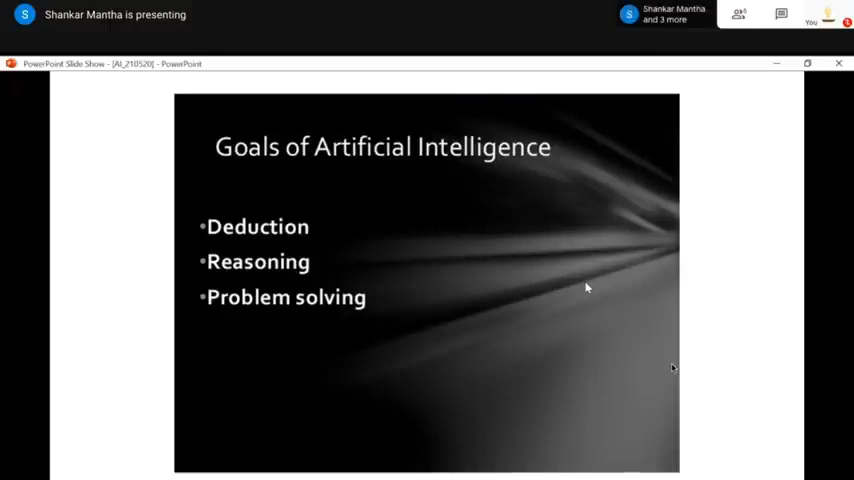 S Shankar Mantha is presenting
S Shankar Mantha
and 3 more
You
PowerPoint Slide Show - [AI_210520] - PowerPoint
Goals of Artificial Intelligence
•Deduction
•Reasoning
•Problem solving